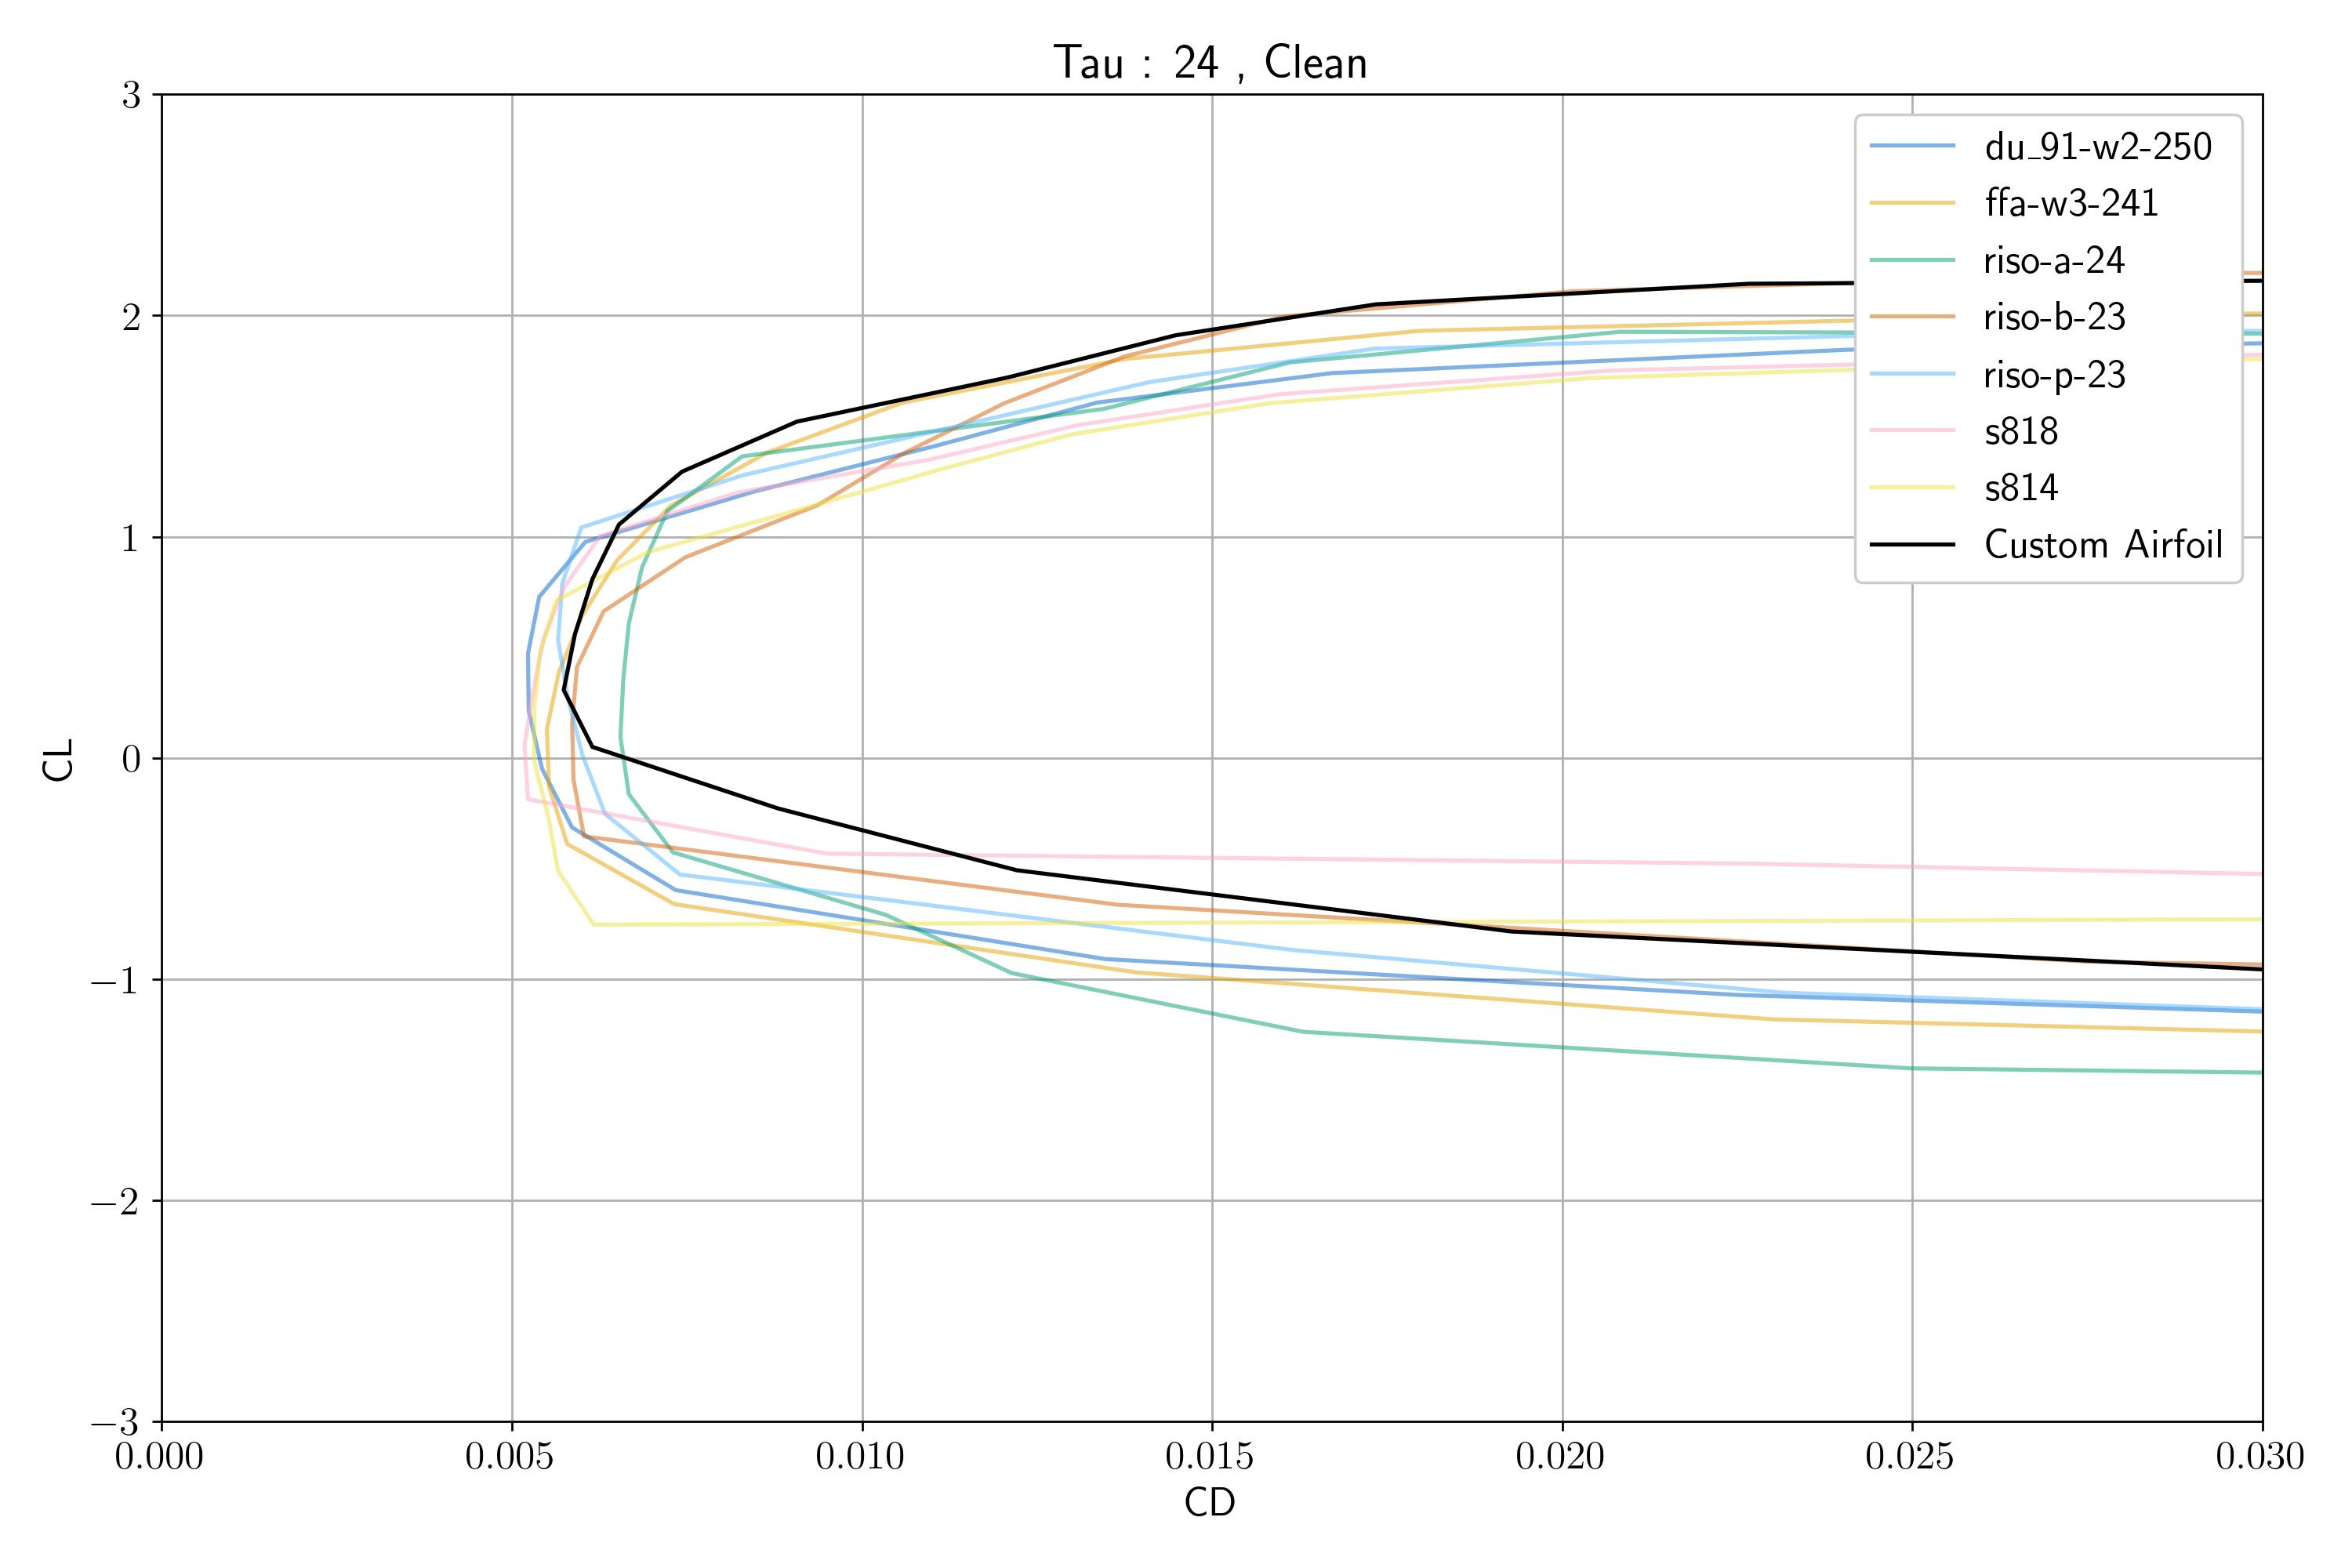 Tau : 24 , Clean
3
2
1
0
−1
−2
−3
CL
0.000 0.005 0.010 0.015 0.020 0.025 0.030
CD
du_91-w2-250
ffa-w3-241
riso-a-24
riso-b-23
riso-p-23
s818
s814
Custom Airfoil